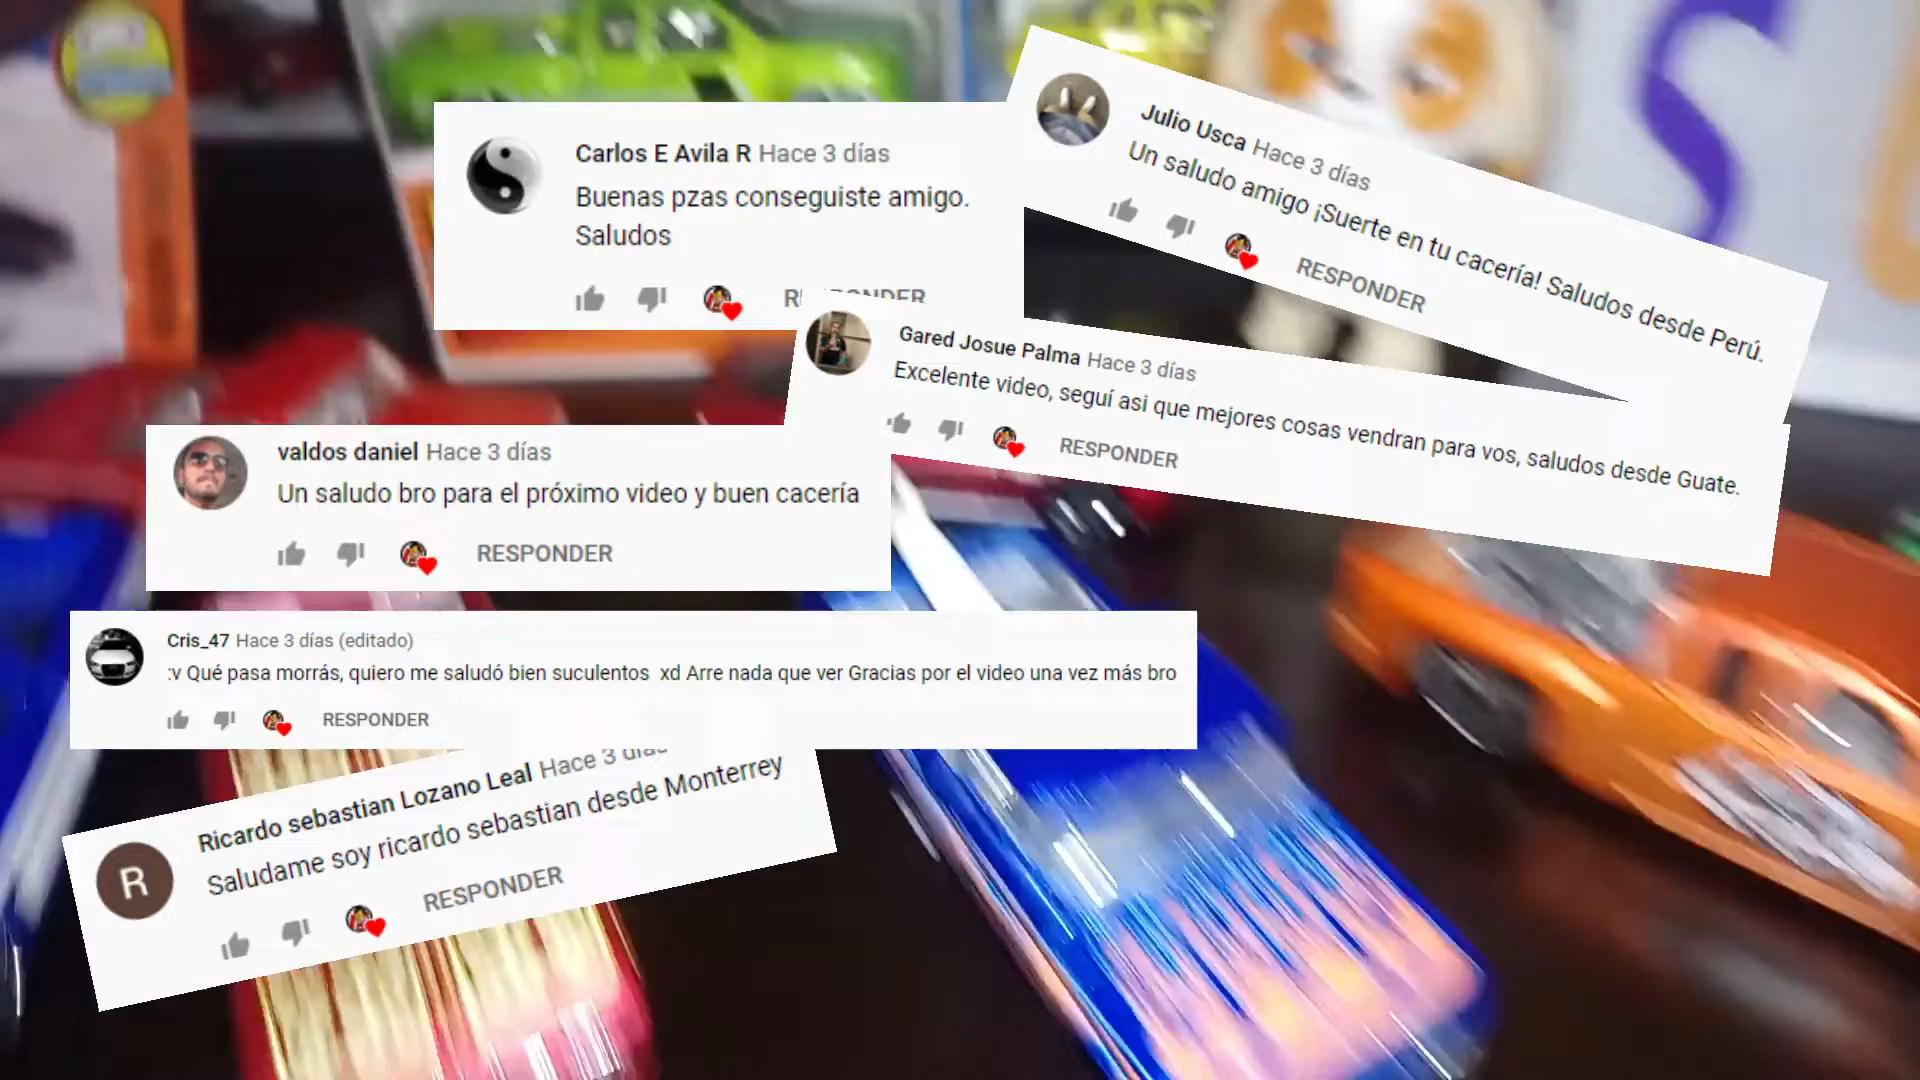 Carlos E Avila R Hace 3 días
Buenas pzas conseguiste amigo.
Saludos
RESPONDER
Julio Usca Hace 3 días
Un saludo amigo ¡Suerte en tu cacería! Saludos desde Perú.
RESPONDER
Gared Josue Palma Hace 3 días
Excelente video, seguí asi que mejores cosas vendran para vos, saludos desde Guate.
RESPONDER
valdos daniel Hace 3 días
Un saludo bro para el próximo video y buen cacería
RESPONDER
Cris_47 Hace 3 días (editado)
:v Qué pasa morrás, quiero me saludó bien suculentos xd Arre nada que ver Gracias por el video una vez más bro
RESPONDER
Ricardo sebastian Lozano Leal Hace 3 días
Saludame soy ricardo sebastian desde Monterrey
RESPONDER
R
S